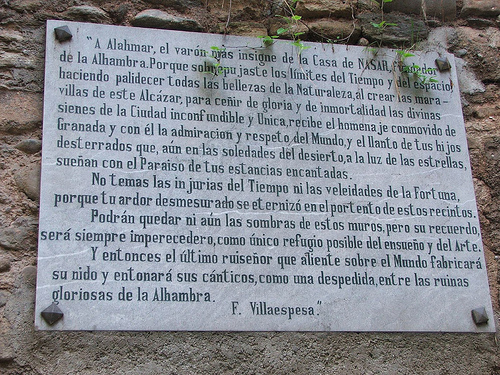 "A Alahmar, el varón más insigne de la Casa de NASAR, fundador
de la Alhambra. Porque sobrepujaste los límites del Tiempo y del espacio,
haciendo palidecer todas las bellezas de la Naturaleza, al crear las mara-
villas de este Alcázar, para ceñir de gloria y de inmortalidad las divinas
sienes de la Ciudad inconfundible y Unica, recibe el homenaje conmovido de
Granada y con él la admiracion y respeto del Mundo, y el llanto de tus hijos
desterrados que, aún en las soledades del desierto, a la luz de las estrellas,
sueñan con el Paraiso de tus estancias encantadas.
No temas las injurias del Tiempo ni las veleidades de la Fortuna,
porque tu ardor desmesurado se eternizó en el portento de estos recintos.
Podrán quedar ni aún las sombras de estos muros, pero su recuerdo,
será siempre imperecedero, como único refugio posible del ensueño y del Arte.
Y entonces el último ruiseñor que aliente sobre el Mundo fabricará
su nido y entonará sus cánticos, como una despedida, entre las ruinas
gloriosas de la Alhambra.
F. Villaespesa."